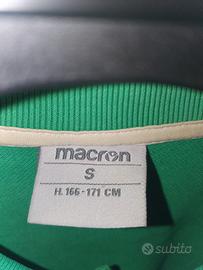 macron
S
H. 166 - 171 CM
subito